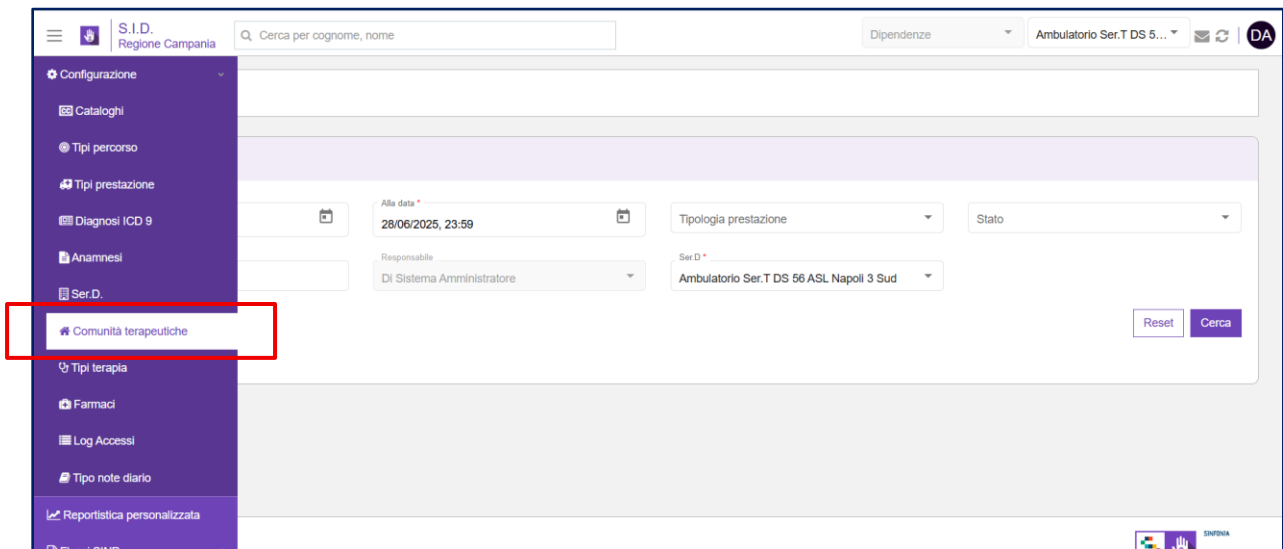 S.I.D.
Regione Campania
Cerca per cognome, nome
Dipendenze
Ambulatorio Ser.T DS 5...
DA
Configurazione
Cataloghi
Tipi percorso
Tipi prestazione
Diagnosi ICD 9
Anamnesi
Ser.D.
Comunità terapeutiche
Tipi terapia
Farmaci
Log Accessi
Tipo note diario
Reportistica personalizzata
Alla data *
28/06/2025, 23:59
Tipologia prestazione
Stato
Responsabile
Di Sistema Amministratore
Ser.D *
Ambulatorio Ser.T DS 56 ASL Napoli 3 Sud
Reset
Cerca
SINFONIA